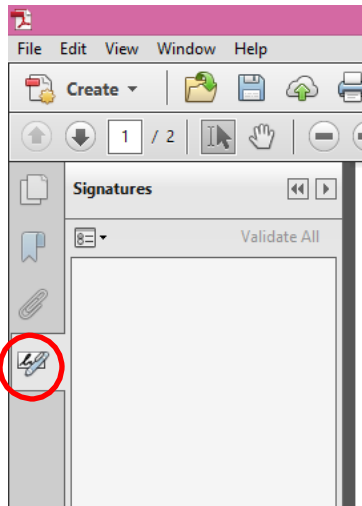 File Edit View Window Help
Create
1 / 2
Signatures
Validate All